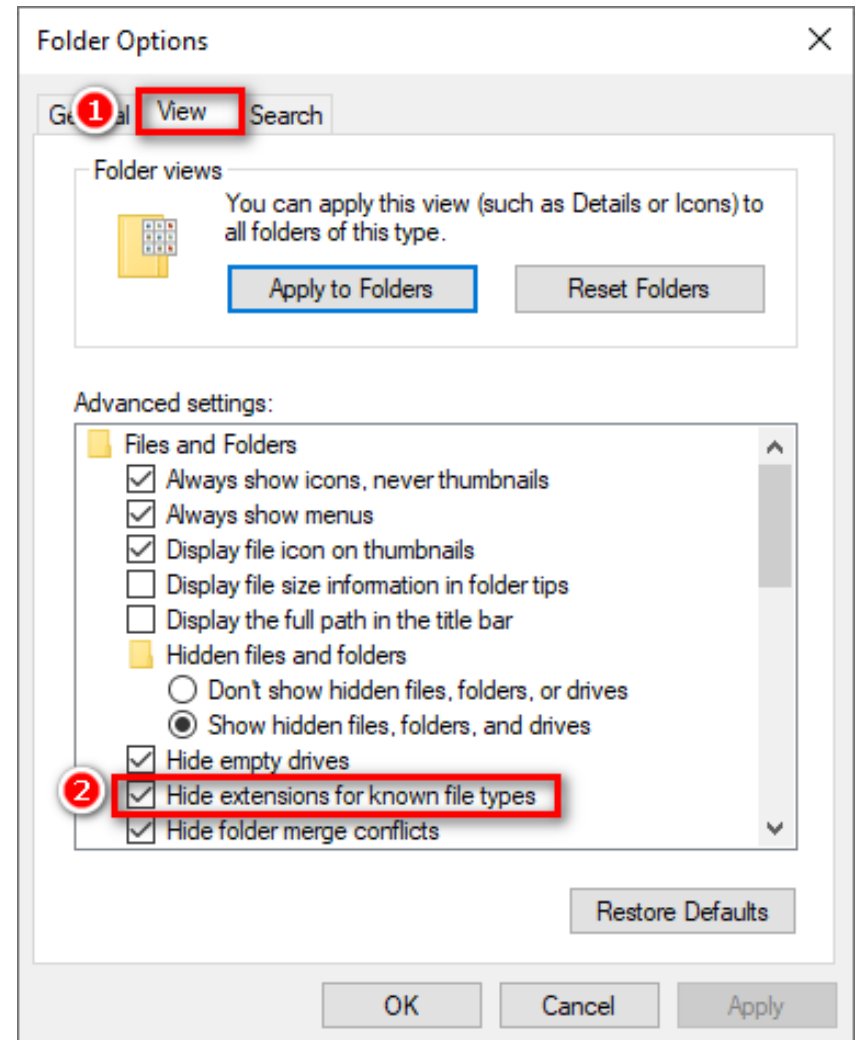 Folder Options
1
View
Search
Folder views
You can apply this view (such as Details or Icons) to
all folders of this type.
Apply to Folders
Reset Folders
Advanced settings:
Files and Folders
Always show icons, never thumbnails
Always show menus
Display file icon on thumbnails
Display file size information in folder tips
Display the full path in the title bar
Hidden files and folders
Don't show hidden files, folders, or drives
Show hidden files, folders, and drives
Hide empty drives
2
Hide extensions for known file types
Hide folder merge conflicts
Restore Defaults
OK
Cancel
Apply